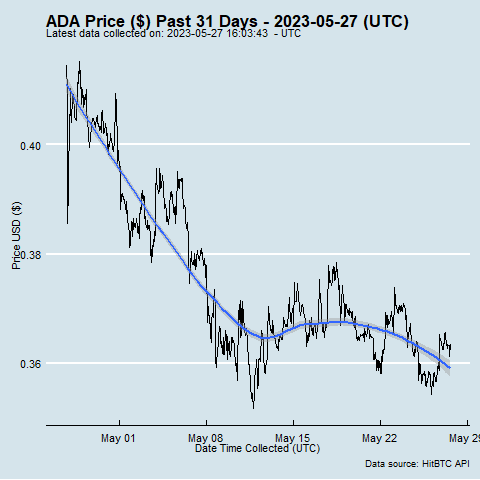 ADA Price ($) Past 31 Days - 2023-05-27 (UTC)
Latest data collected on: 2023-05-27 16:03:43  - UTC
0.40
0.38
0.36
Price USD ($)
May 01
May 08
May 15
May 22
May 29
Date Time Collected (UTC)
Data source: HitBTC API